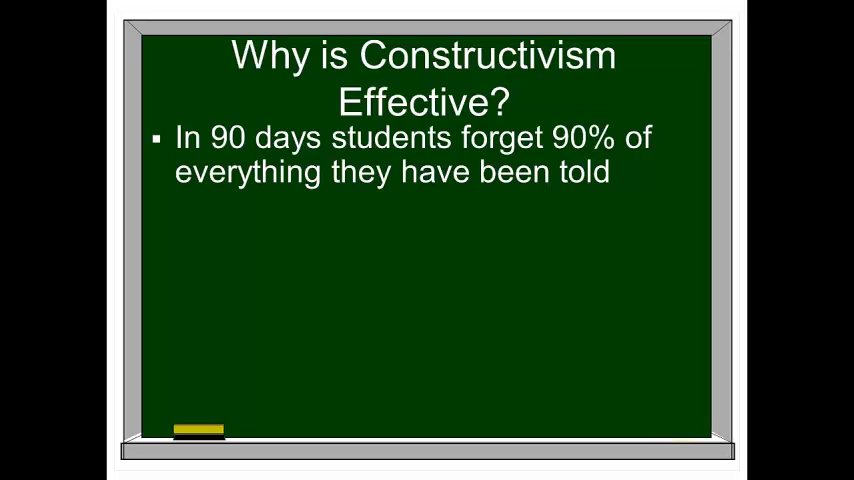 Why is Constructivism
Effective?
▪ In 90 days students forget 90% of
everything they have been told